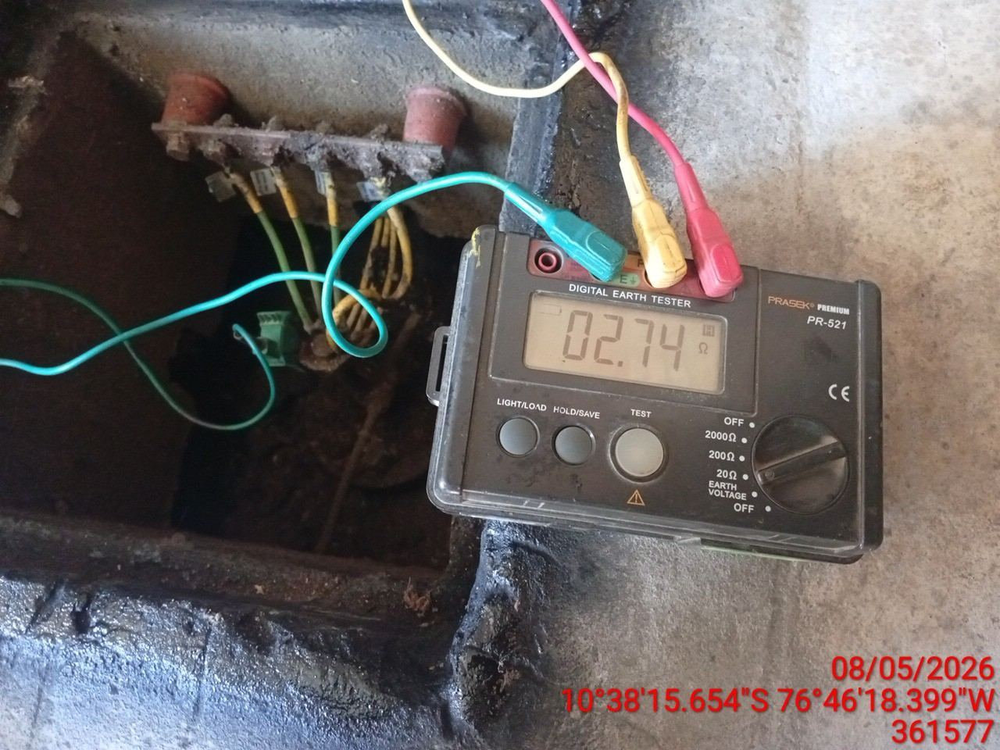 E
DIGITAL EARTH TESTER
PRASEK® PREMIUM
PR-521
02.74
H
Ω
CE
LIGHT/LOAD
HOLD/SAVE
TEST
OFF
2000Ω
200Ω
20Ω
EARTH
VOLTAGE
OFF
08/05/2026
10°38'15.654"S 76°46'18.399"W
361577